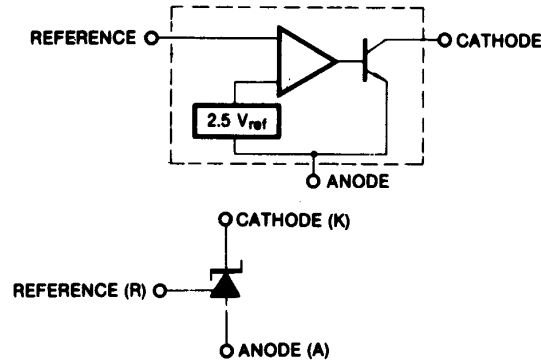 REFERENCE
CATHODE
2.5 Vref
ANODE
CATHODE (K)
REFERENCE (R)
ANODE (A)